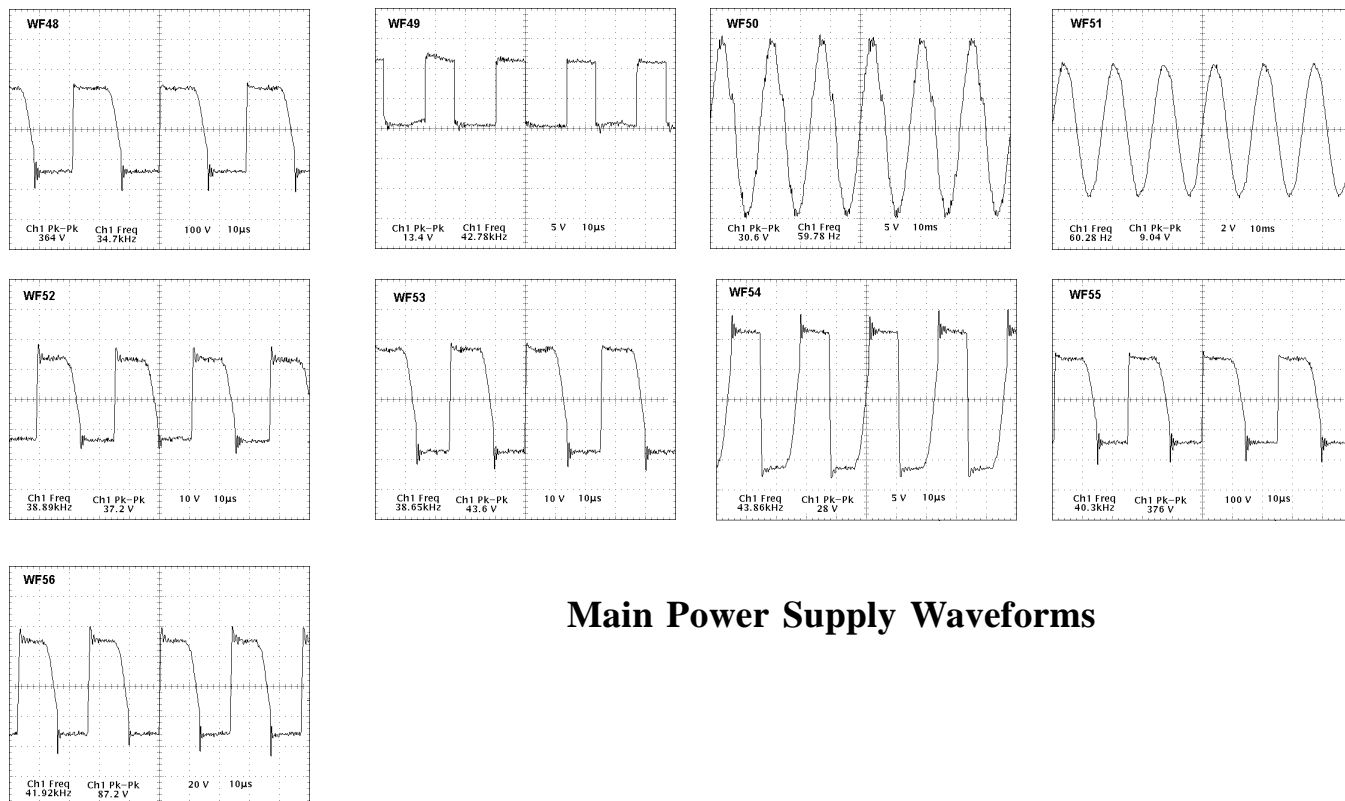 WF48
Ch1 Pk-Pk Ch1 Freq 100 V 10µs
364 V 34.7kHz
WF49
Ch1 Pk-Pk Ch1 Freq 5 V 10µs
13.4 V 42.78kHz
WF50
Ch1 Pk-Pk Ch1 Freq 5 V 10ms
30.6 V 59.78 Hz
WF51
Ch1 Freq Ch1 Pk-Pk 2 V 10ms
60.28 Hz 9.04 V
WF52
Ch1 Freq Ch1 Pk-Pk 10 V 10µs
38.89kHz 37.2 V
WF53
Ch1 Freq Ch1 Pk-Pk 10 V 10µs
38.65kHz 43.6 V
WF54
Ch1 Freq Ch1 Pk-Pk 5 V 10µs
43.86kHz 28 V
WF55
Ch1 Freq Ch1 Pk-Pk 100 V 10µs
40.3kHz 376 V
WF56
Ch1 Freq Ch1 Pk-Pk 20 V 10µs
41.92kHz 87.2 V
Main Power Supply Waveforms